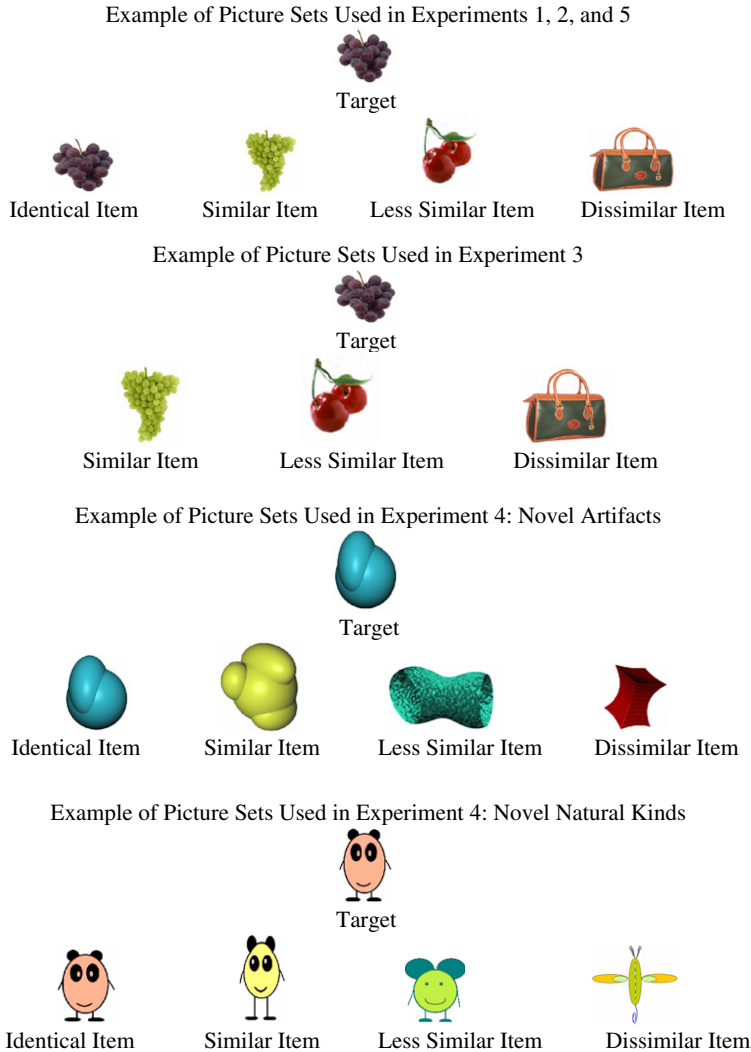 Example of Picture Sets Used in Experiments 1, 2, and 5
Target
Identical Item Similar Item Less Similar Item Dissimilar Item
Example of Picture Sets Used in Experiment 3
Target
Similar Item Less Similar Item Dissimilar Item
Example of Picture Sets Used in Experiment 4: Novel Artifacts
Target
Identical Item Similar Item Less Similar Item Dissimilar Item
Example of Picture Sets Used in Experiment 4: Novel Natural Kinds
Target
Identical Item Similar Item Less Similar Item Dissimilar Item